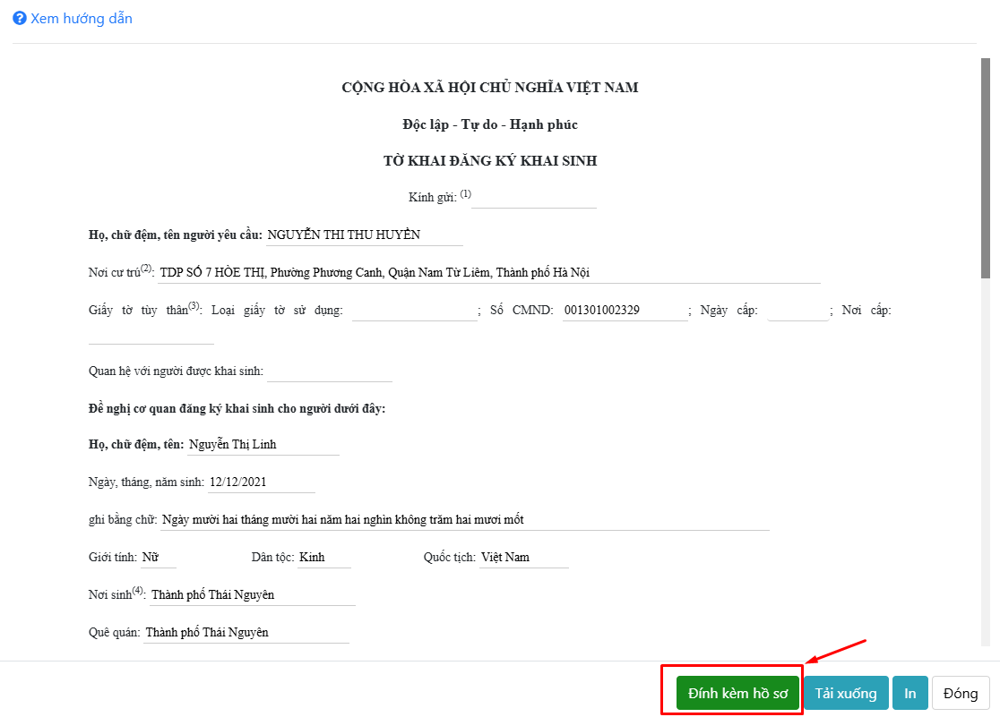 Xem hướng dẫn
CỘNG HÒA XÃ HỘI CHỦ NGHĨA VIỆT NAM
Độc lập - Tự do - Hạnh phúc
TỜ KHAI ĐĂNG KÝ KHAI SINH
Kính gửi: (1)
Họ, chữ đệm, tên người yêu cầu: NGUYỄN THI THU HUYỀN
Nơi cư trú(2): TDP SỐ 7 HÒE THỊ, Phường Phương Canh, Quận Nam Từ Liêm, Thành phố Hà Nội
Giấy tờ tùy thân(3): Loại giấy tờ sử dụng: ; Số CMND: 001301002329 ; Ngày cấp: ; Nơi cấp:
Quan hệ với người được khai sinh:
Đề nghị cơ quan đăng ký khai sinh cho người dưới đây:
Họ, chữ đệm, tên: Nguyễn Thị Linh
Ngày, tháng, năm sinh: 12/12/2021
ghi bằng chữ: Ngày mười hai tháng mười hai năm hai nghìn không trăm hai mươi mốt
Giới tính: Nữ Dân tộc: Kinh Quốc tịch: Việt Nam
Nơi sinh(4): Thành phố Thái Nguyên
Quê quán: Thành phố Thái Nguyên
Đính kèm hồ sơ Tải xuống In Đóng